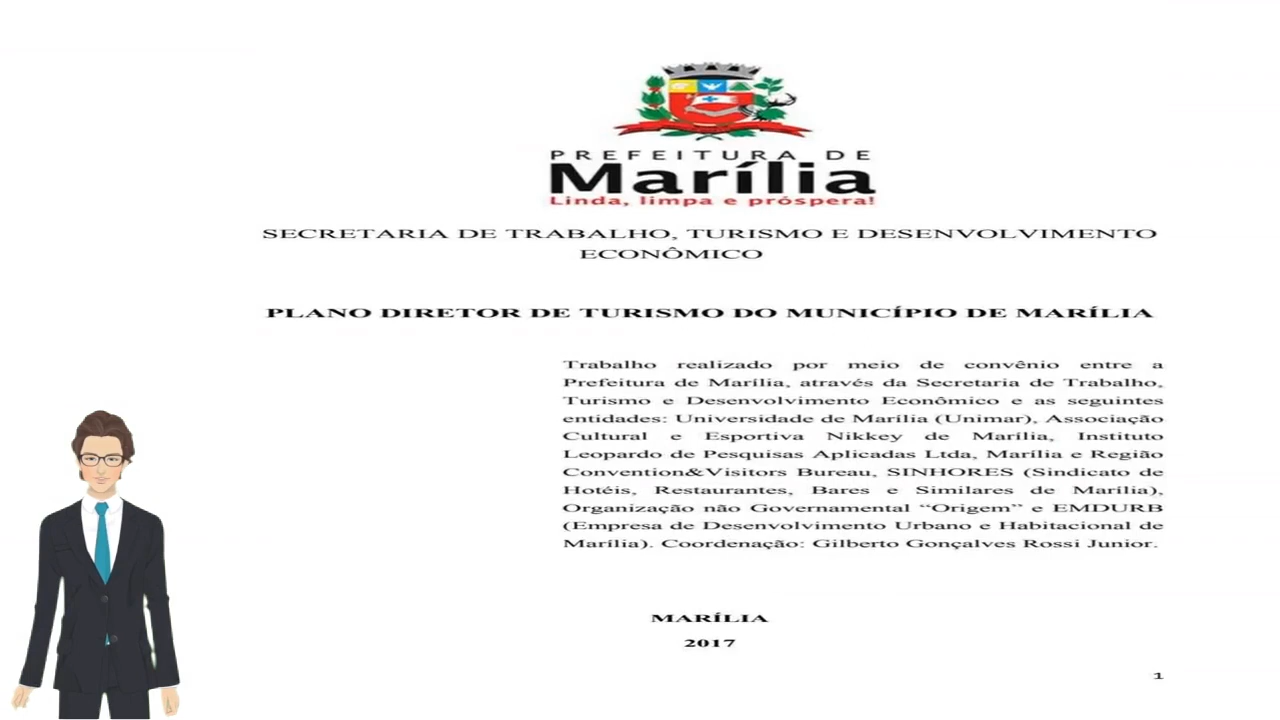 PREFEITURA DE
Marília
Linda, limpa e próspera!
SECRETARIA DE TRABALHO, TURISMO E DESENVOLVIMENTO
ECONÔMICO
PLANO DIRETOR DE TURISMO DO MUNICÍPIO DE MARÍLIA
Trabalho realizado por meio de convênio entre a
Prefeitura de Marília, através da Secretaria de Trabalho,
Turismo e Desenvolvimento Econômico e as seguintes
entidades: Universidade de Marília (Unimar), Associação
Cultural e Esportiva Nikkey de Marília, Instituto
Leopardo de Pesquisas Aplicadas Ltda, Marília e Região
Convention&Visitors Bureau, SINHORES (Sindicato de
Hotéis, Restaurantes, Bares e Similares de Marília),
Organização não Governamental “Origem” e EMDURB
(Empresa de Desenvolvimento Urbano e Habitacional de
Marília). Coordenação: Gilberto Gonçalves Rossi Junior.
MARÍLIA
2017
1